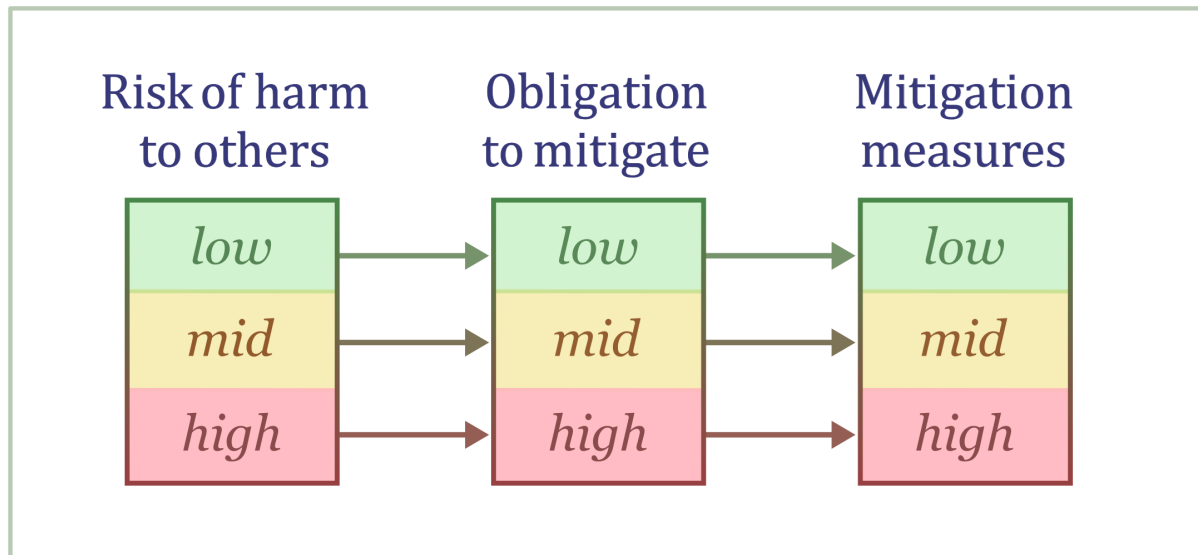 Risk of harm
to others
Obligation
to mitigate
Mitigation
measures
low
low
low
mid
mid
mid
high
high
high